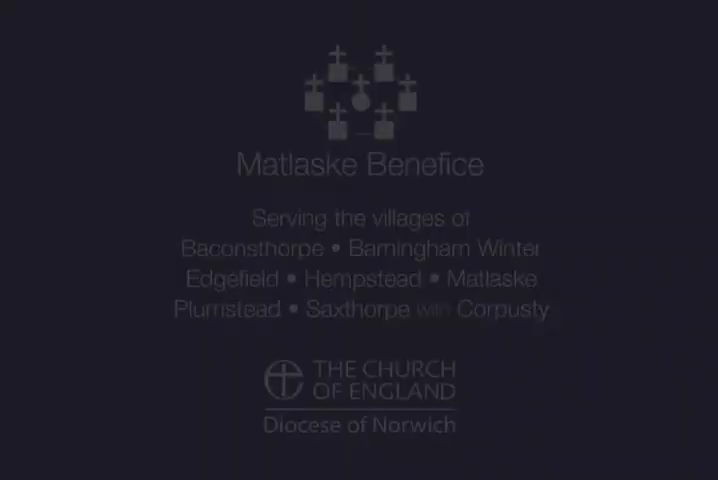 Matlaske Benefice
Serving the villages of
Baconsthorpe • Barningham Winter
Edgefield • Hempstead • Matlaske
Plumstead • Saxthorpe with Corpusty
THE CHURCH
OF ENGLAND
Diocese of Norwich